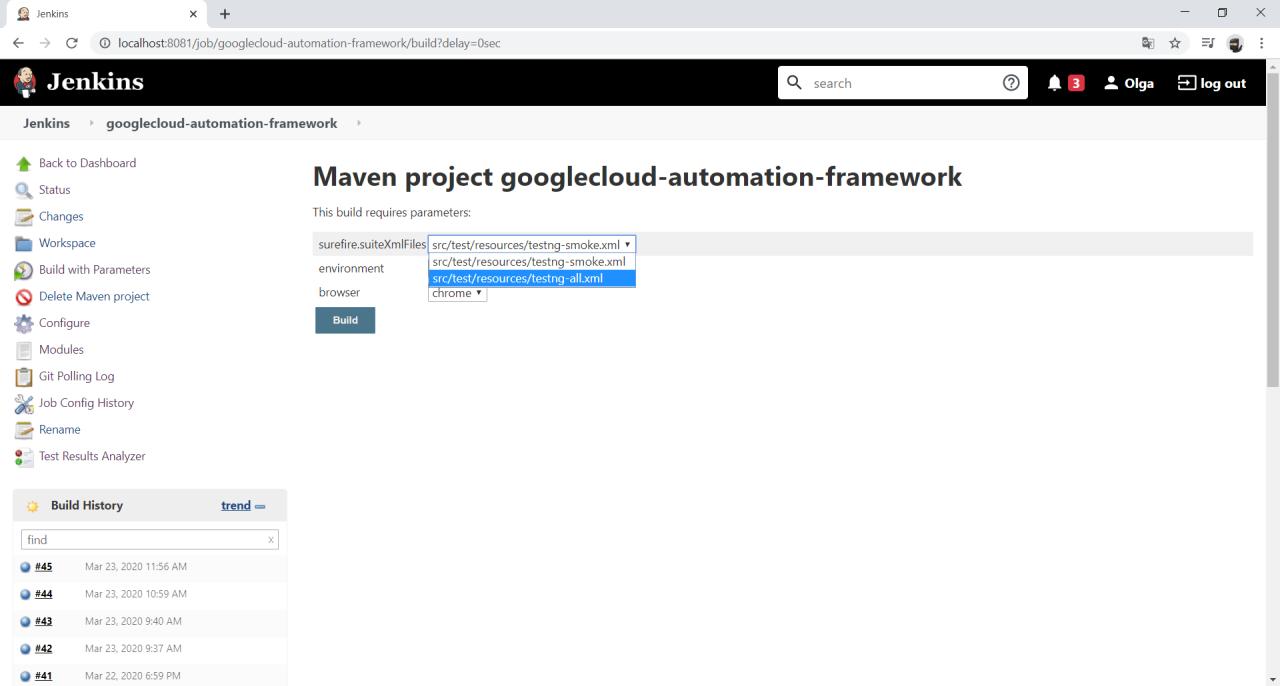 Jenkins
localhost:8081/job/googlecloud-automation-framework/build?delay=0sec
Jenkins
search
3
Olga
log out
Jenkins
googlecloud-automation-framework
Back to Dashboard
Status
Changes
Workspace
Build with Parameters
Delete Maven project
Configure
Modules
Git Polling Log
Job Config History
Rename
Test Results Analyzer
Maven project googlecloud-automation-framework
This build requires parameters:
surefire.suiteXmlFiles src/test/resources/testng-smoke.xml
src/test/resources/testng-smoke.xml
environment
src/test/resources/testng-all.xml
browser chrome
Build
Build History trend
find x
#45 Mar 23, 2020 11:56 AM
#44 Mar 23, 2020 10:59 AM
#43 Mar 23, 2020 9:40 AM
#42 Mar 23, 2020 9:37 AM
#41 Mar 22, 2020 6:59 PM